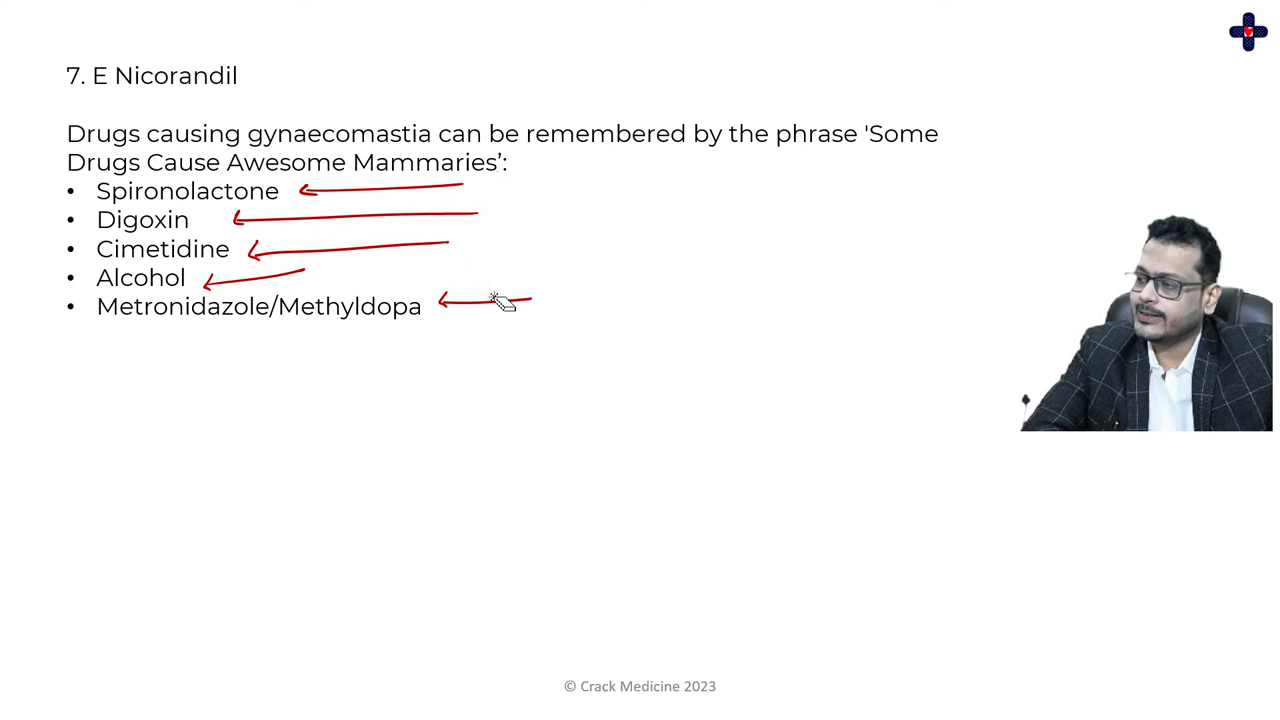 7. E Nicorandil
Drugs causing gynaecomastia can be remembered by the phrase 'Some
Drugs Cause Awesome Mammaries’:
• Spironolactone
• Digoxin
• Cimetidine
• Alcohol
• Metronidazole/Methyldopa
© Crack Medicine 2023